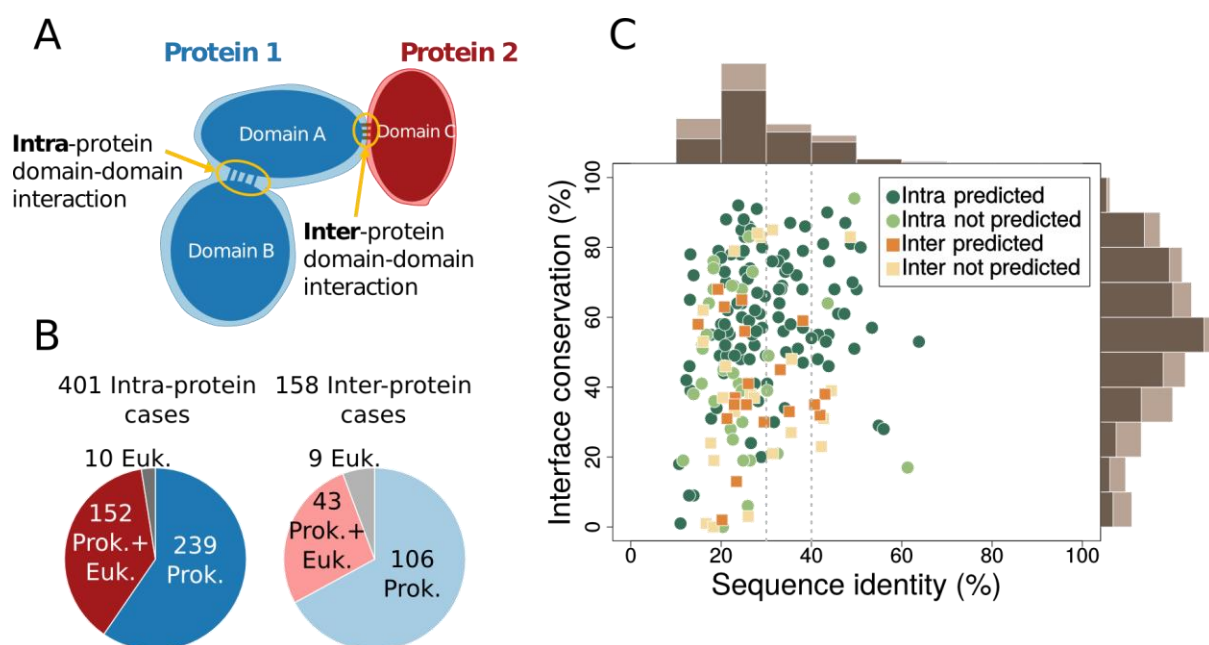 A
Protein 1
Protein 2
Domain A
Domain C
Intra-protein
domain-domain
interaction
Domain B
Inter-protein
domain-domain
interaction
B
401 Intra-protein
cases
158 Inter-protein
cases
10 Euk.
152
Prok.+
Euk.
239
Prok.
9 Euk.
43
Prok.+
Euk.
106
Prok.
C
Interface conservation (%)
100
80
60
40
20
0
Intra predicted
Intra not predicted
Inter predicted
Inter not predicted
0 20 40 60 80 100
Sequence identity (%)